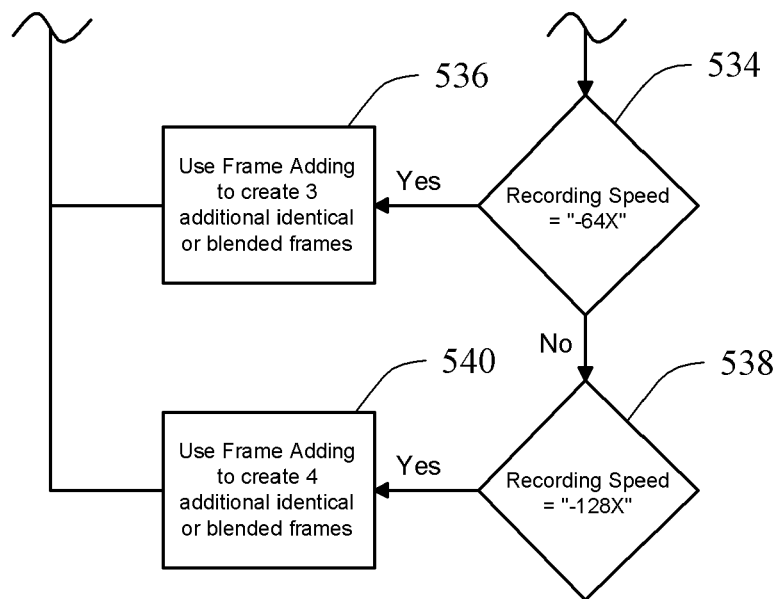 534
536
Use Frame Adding
to create 3
additional identical
or blended frames
Yes
Recording Speed
= "-64X"
No
540
538
Use Frame Adding
to create 4
additional identical
or blended frames
Yes
Recording Speed
= "-128X"